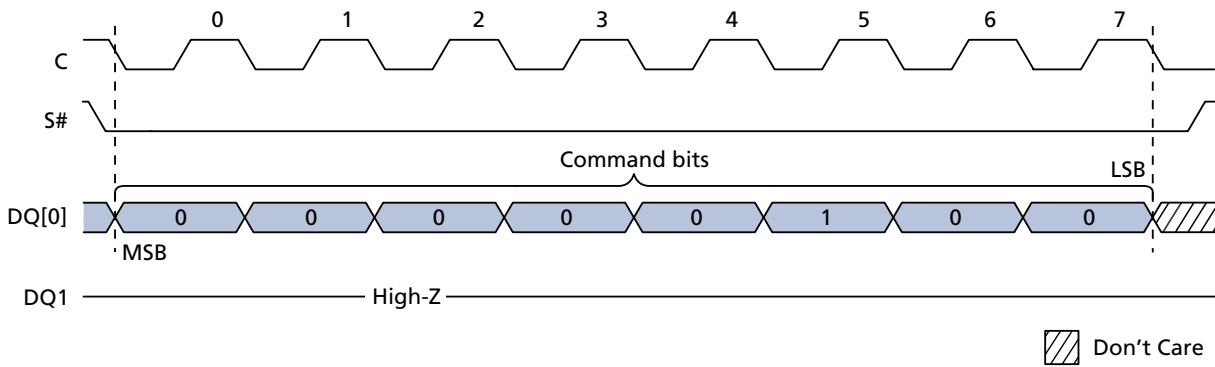 0 1 2 3 4 5 6 7
C
S#
Command bits
LSB
DQ[0] 0 0 0 0 0 1 0 0
MSB
DQ1 High-Z
Don't Care